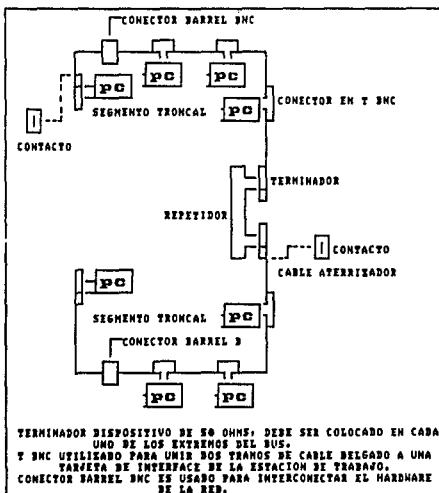 CONECTOR BARREL BNC
pc
pc
pc
pc
SEGMENTO TRONCAL
CONECTOR EM T BNC
CONTACTO
TERMINADOR
REPETIDOR
CONTACTO
CABLE ATERRIZADOR
pc
pc
SEGMENTO TRONCAL
CONECTOR BARREL B
pc
pc
TERMINADOR DISPOSITIVO DE 50 OHMS, DEBE SER COLOCADO EN CADA
UNO DE LOS EXTREMOS DEL BUS.
T BNC UTILIZADO PARA UNIR DOS TRAMOS DE CABLE DELGADO A UNA
TARJETA DE INTERFACE DE LA ESTACION DE TRABAJO.
CONECTOR BARREL BNC ES USADO PARA INTERCONECTAR EL HARDWARE
DE LA RED.